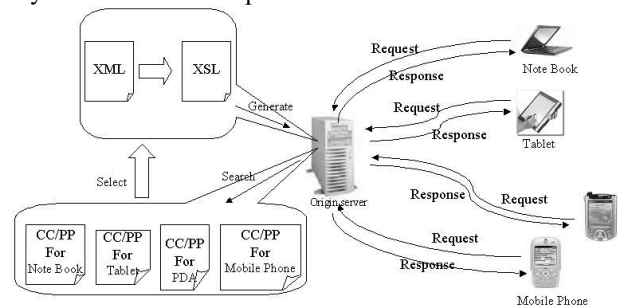 XML
XSL
Generate
Select
Search
CC/PP
For
Note Book
CC/PP
For
Tablet
CC/PP
For
PDA
CC/PP
For
Mobile Phone
Origin server
Request
Response
Note Book
Request
Response
Tablet
Response
Request
Request
Response
Mobile Phone